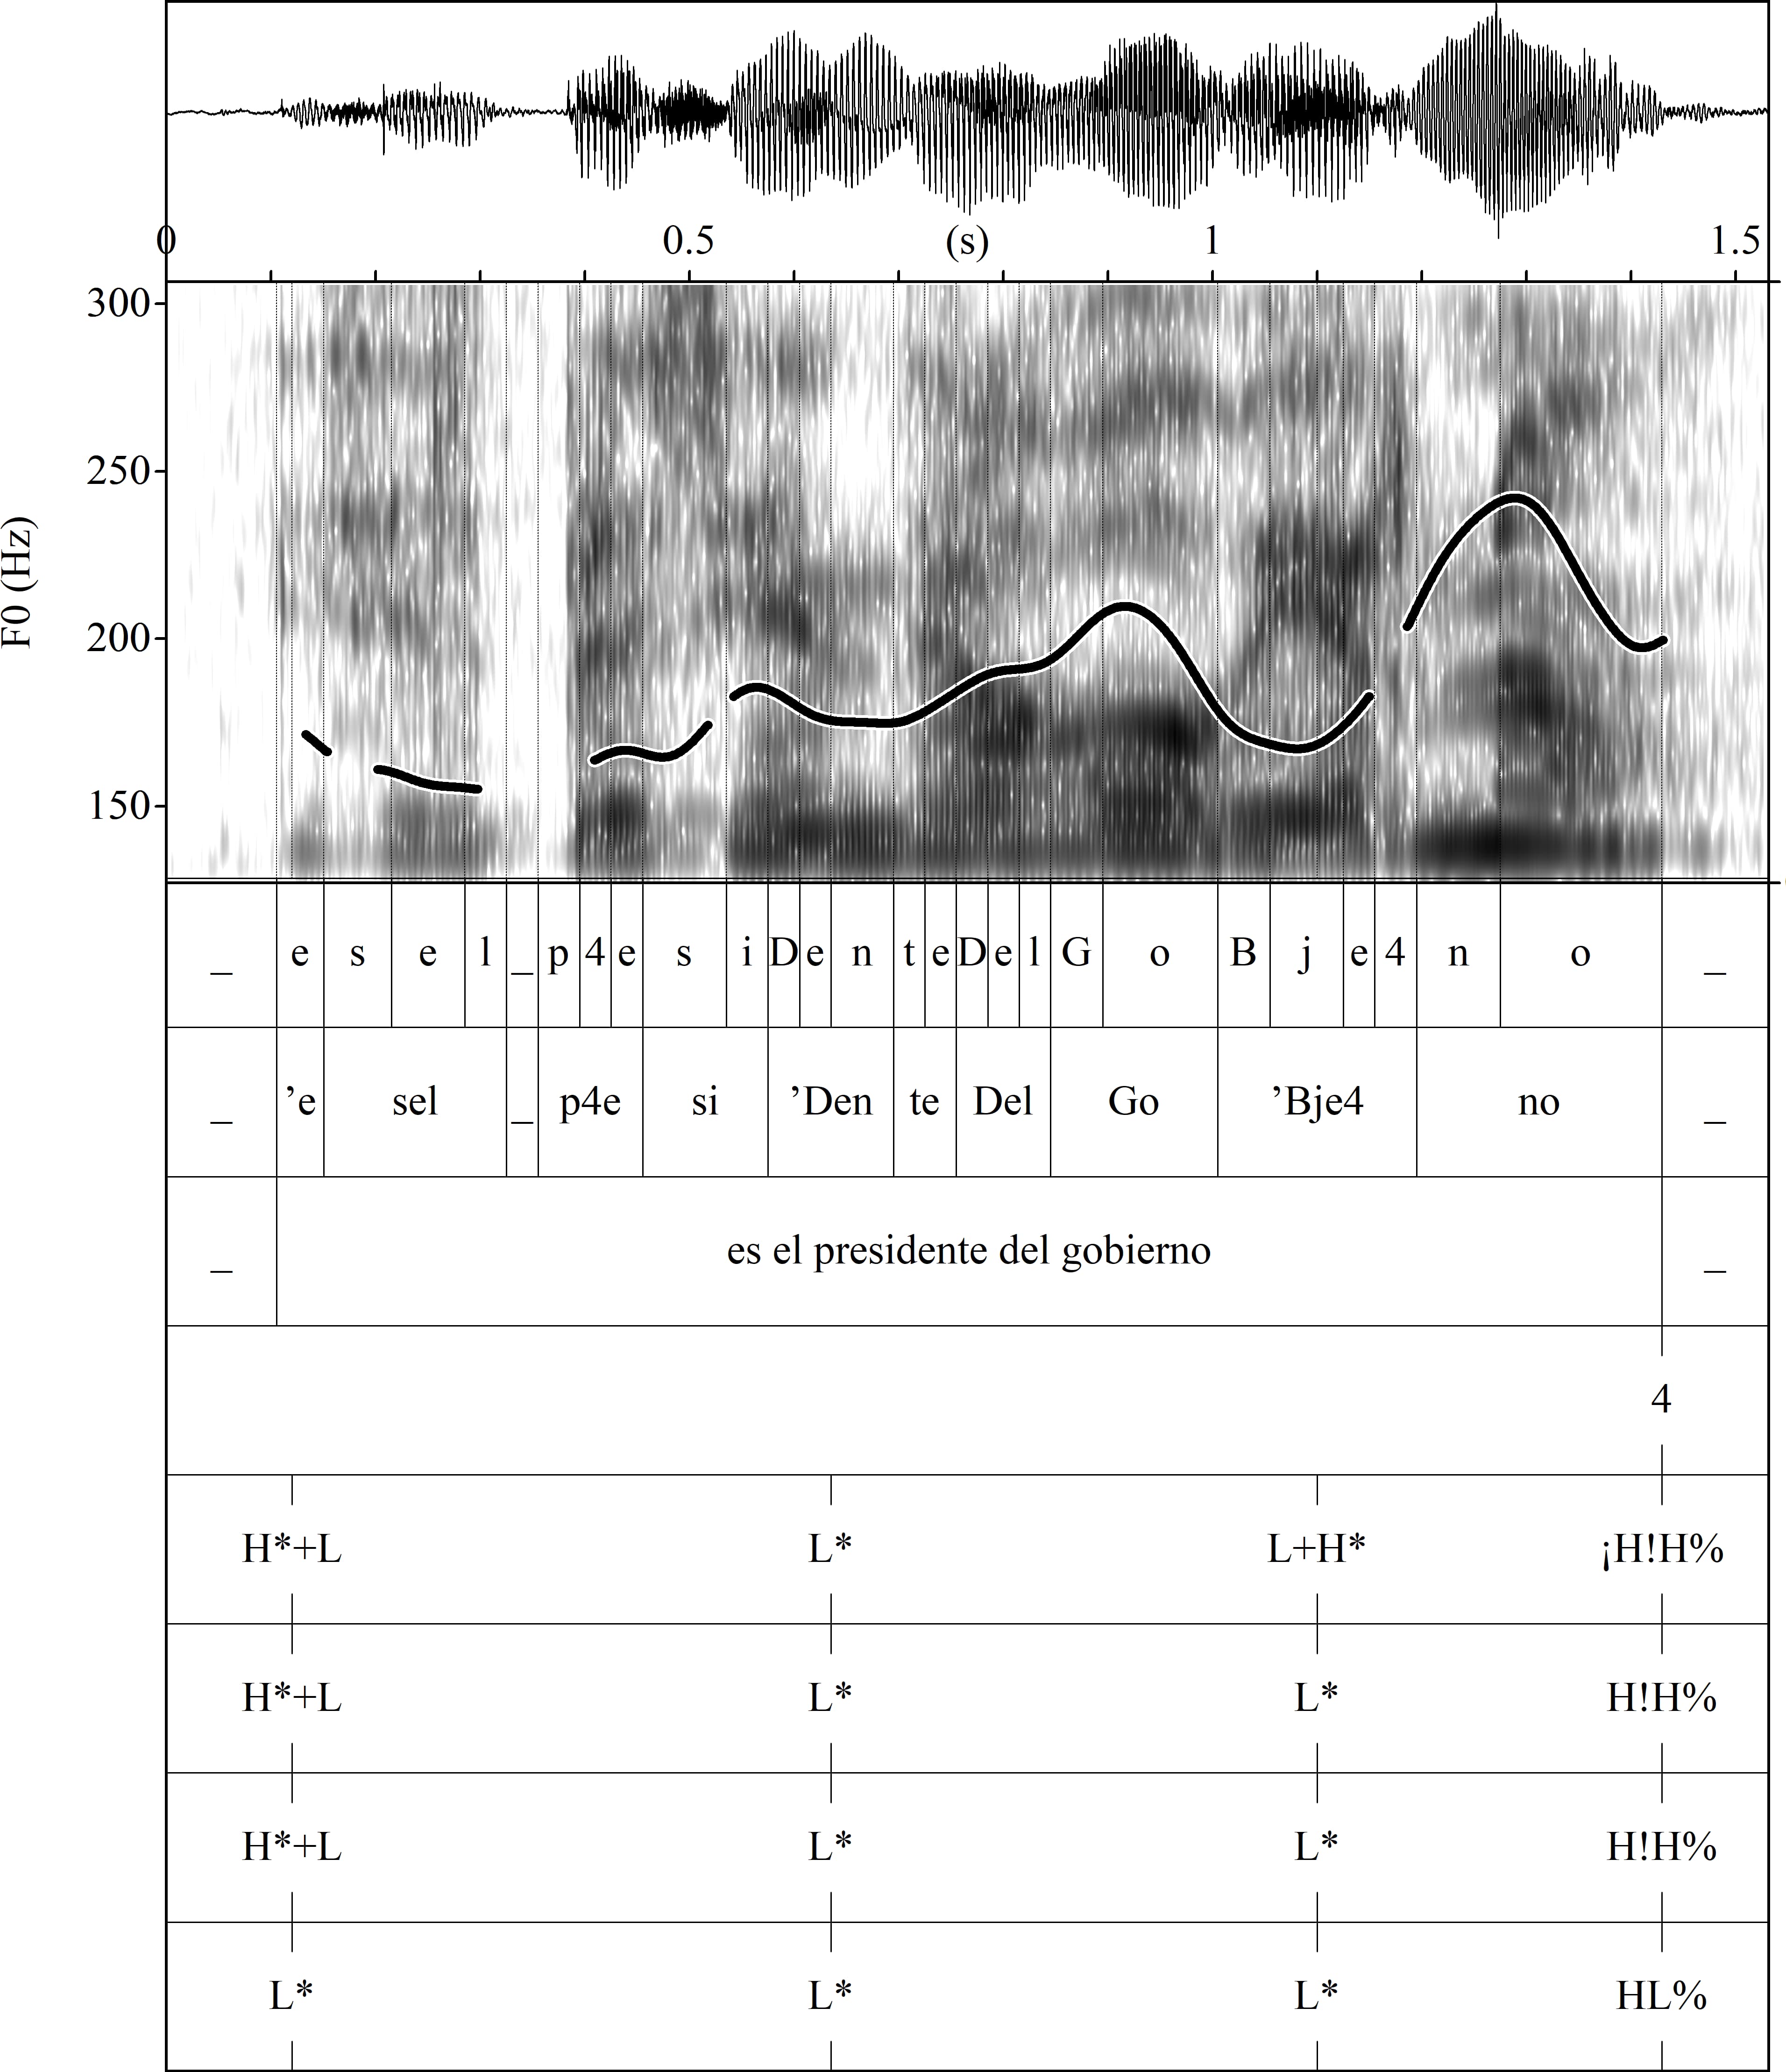 0 0.5 (s) 1 1.5
300
250
200
150
F0 (Hz)
_ e s e l _ p 4 e s i D e n t e D e l G o B j e 4 n o _
_ ’e sel _ p4e si ’Den te Del Go ’Bje4 no _
_ es el presidente del gobierno _
4
H*+L L* L+H* ¡H!H%
H*+L L* L* H!H%
H*+L L* L* H!H%
L* L* L* HL%